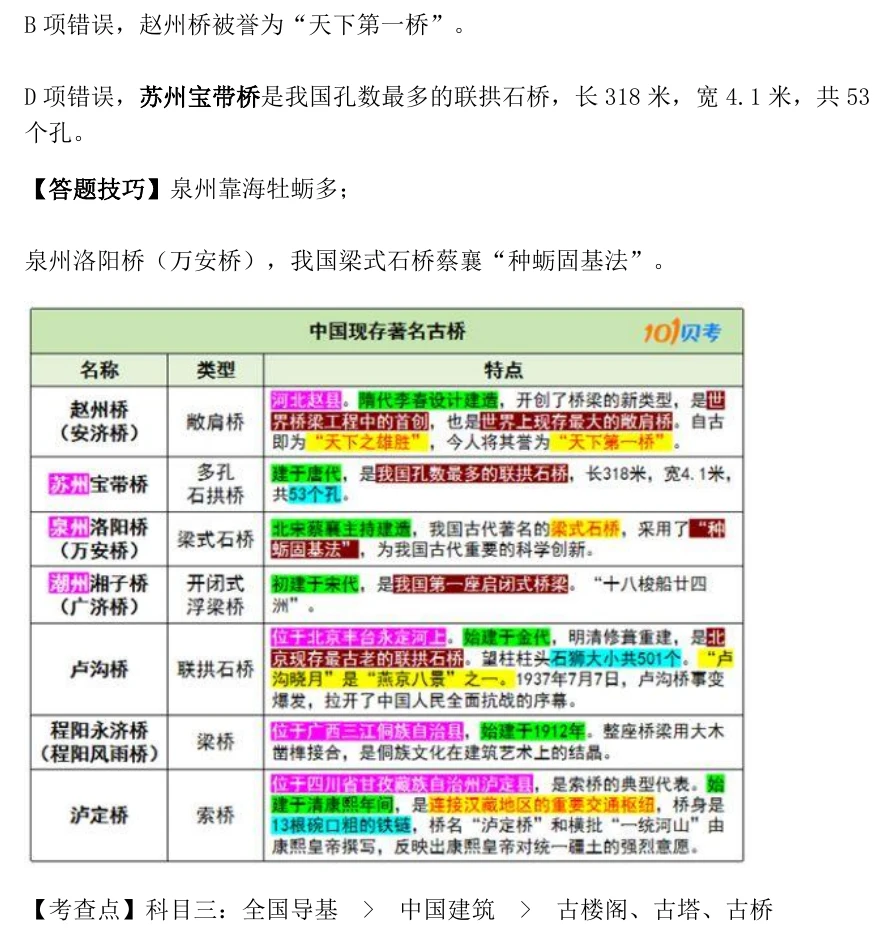 B 项错误，赵州桥被誉为“天下第一桥”。
D 项错误，苏州宝带桥是我国孔数最多的联拱石桥，长 318 米，宽 4.1 米，共 53
个孔。
【答题技巧】泉州靠海牡蛎多；
泉州洛阳桥（万安桥），我国梁式石桥蔡襄“种蛎固基法”。
中国现存著名古桥
101贝考
名称 类型 特点
赵州桥
（安济桥）
敞肩桥
河北赵县。隋代李春设计建造，开创了桥梁的新类型，是世
界桥梁工程中的首创，也是世界上现存最大的敞肩桥。自古
即为“天下之雄胜”，今人将其誉为“天下第一桥”。
苏州宝带桥
多孔
石拱桥
建于唐代，是我国孔数最多的联拱石桥，长318米，宽4.1米，
共53个孔。
泉州洛阳桥
（万安桥）
梁式石桥
北宋蔡襄主持建造，我国古代著名的梁式石桥，采用了“种
蛎固基法”，为我国古代重要的科学创新。
潮州湘子桥
（广济桥）
开闭式
浮梁桥
初建于宋代，是我国第一座启闭式桥梁。“十八梭船廿四
洲”。
卢沟桥
联拱石桥
位于北京丰台永定河上。始建于金代，明清修葺重建，是北
京现存最古老的联拱石桥。望柱柱头石狮大小共501个。“卢
沟晓月”是“燕京八景”之一。1937年7月7日，卢沟桥事变
爆发，拉开了中国人民全面抗战的序幕。
程阳永济桥
（程阳风雨桥）
梁桥
位于广西三江侗族自治县，始建于1912年。整座桥梁用大木
凿榫接合，是侗族文化在建筑艺术上的结晶。
泸定桥
索桥
位于四川省甘孜藏族自治州泸定县，是索桥的典型代表。始
建于清康熙年间，是连接汉藏地区的重要交通枢纽，桥身是
13根碗口粗的铁链，桥名“泸定桥”和横批“一统河山”由
康熙皇帝撰写，反映出康熙皇帝对统一疆土的强烈意愿。
【考查点】科目三：全国导基 > 中国建筑 > 古楼阁、古塔、古桥